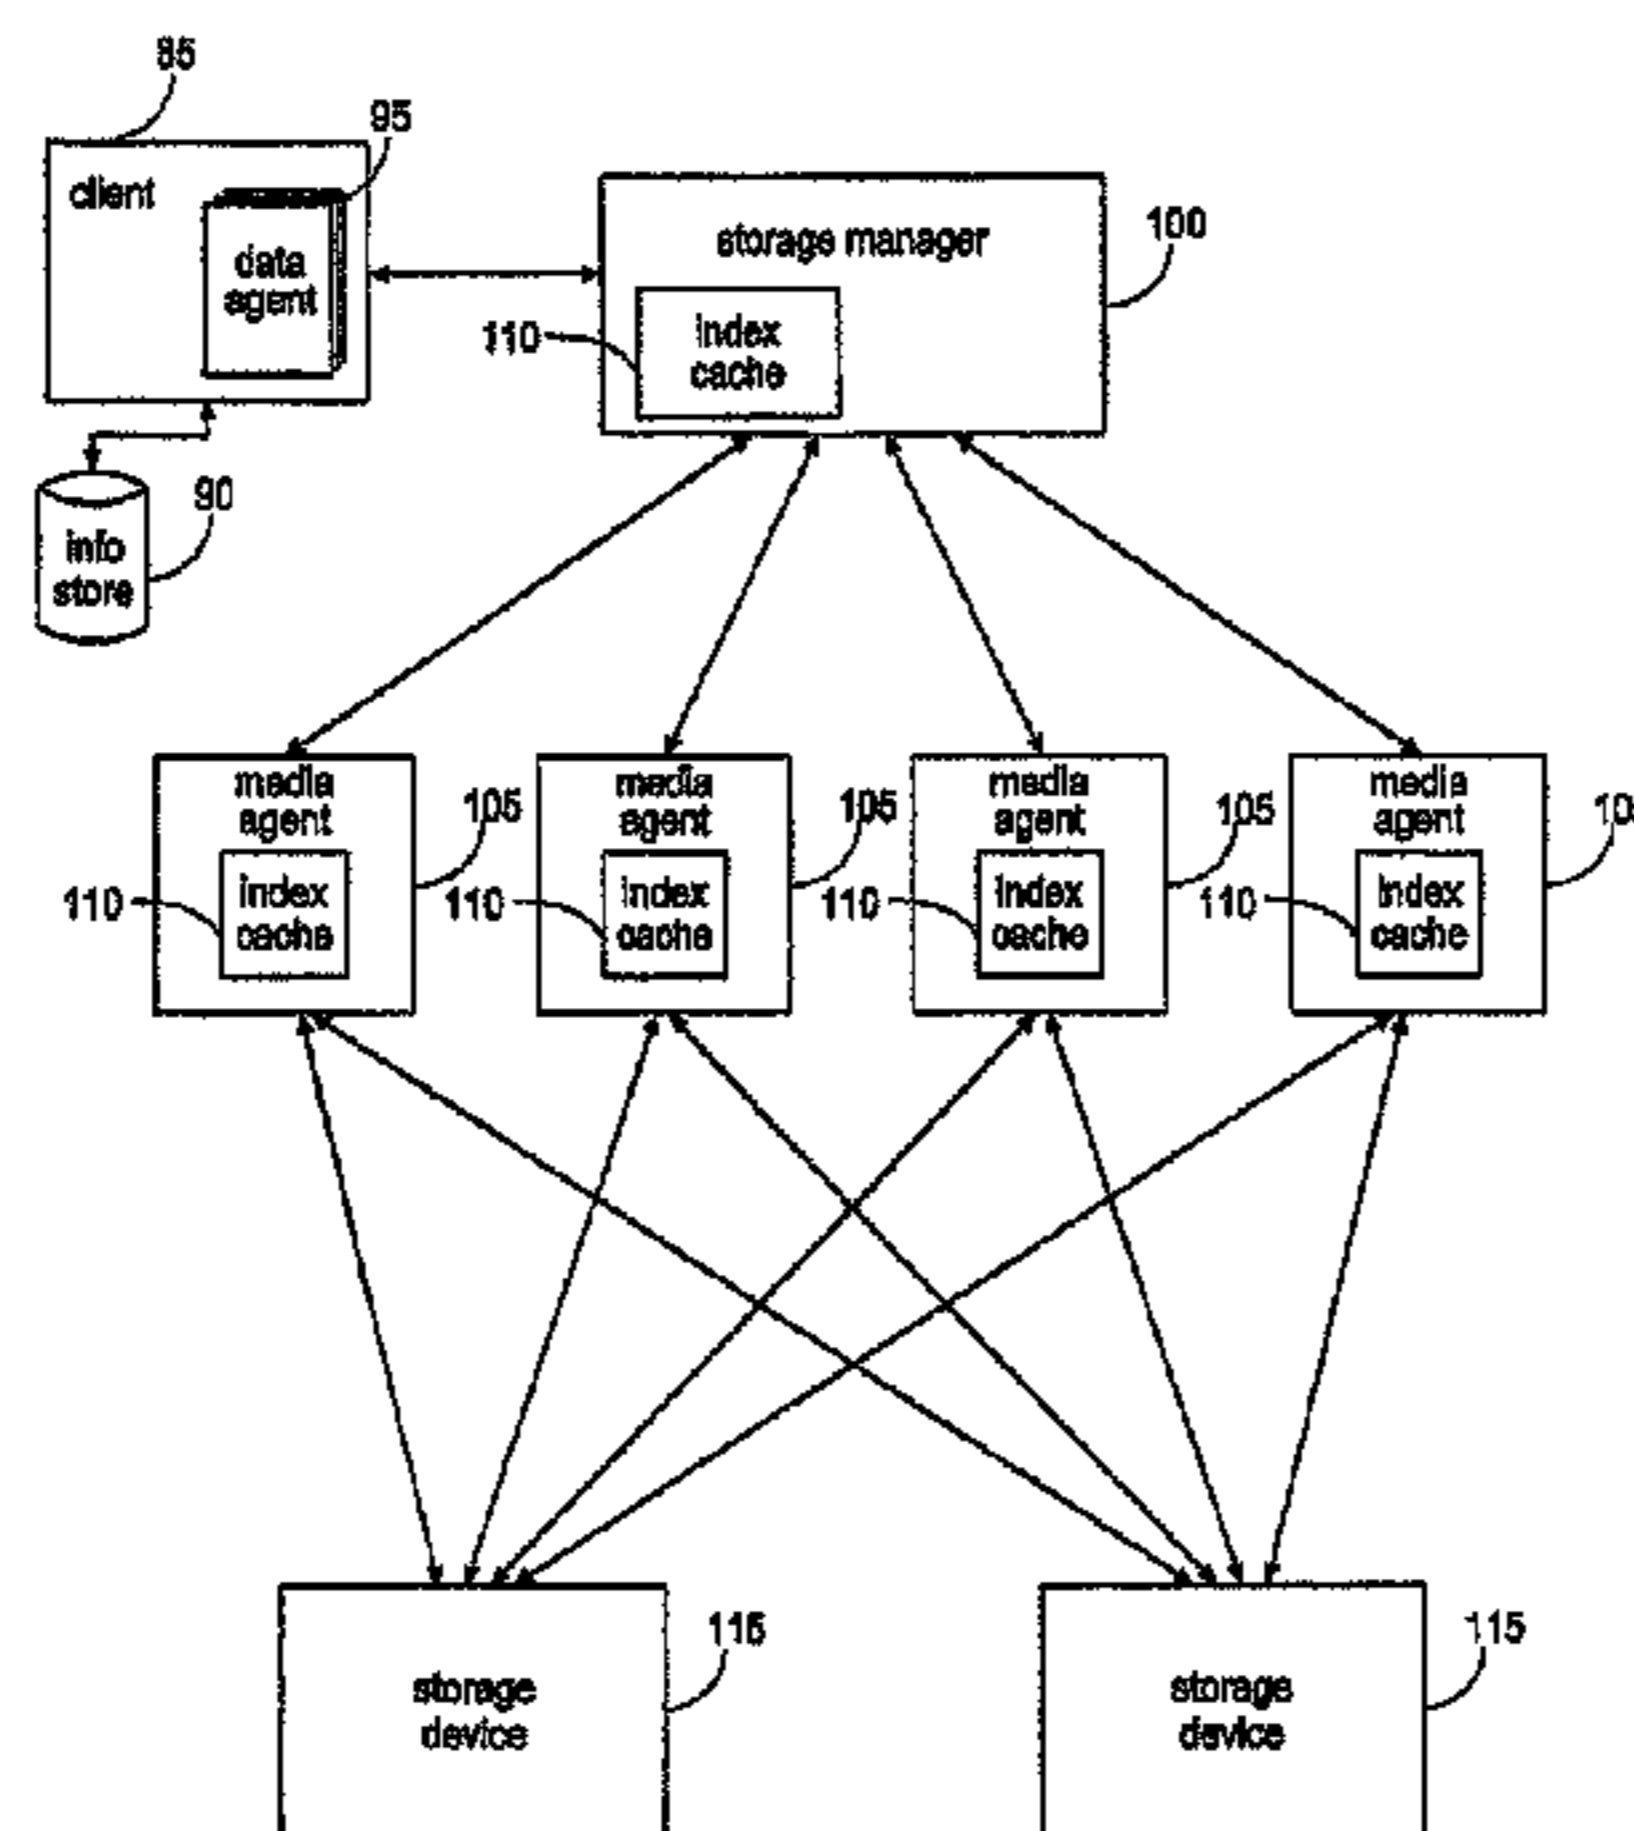 85
95
client
data
agent
storage manager
100
110
index
cache
90
info
store
media
agent
105
110
index
cache
media
agent
105
110
index
cache
media
agent
105
110
index
cache
media
agent
110
index
cache
storage
device
115
storage
device
115